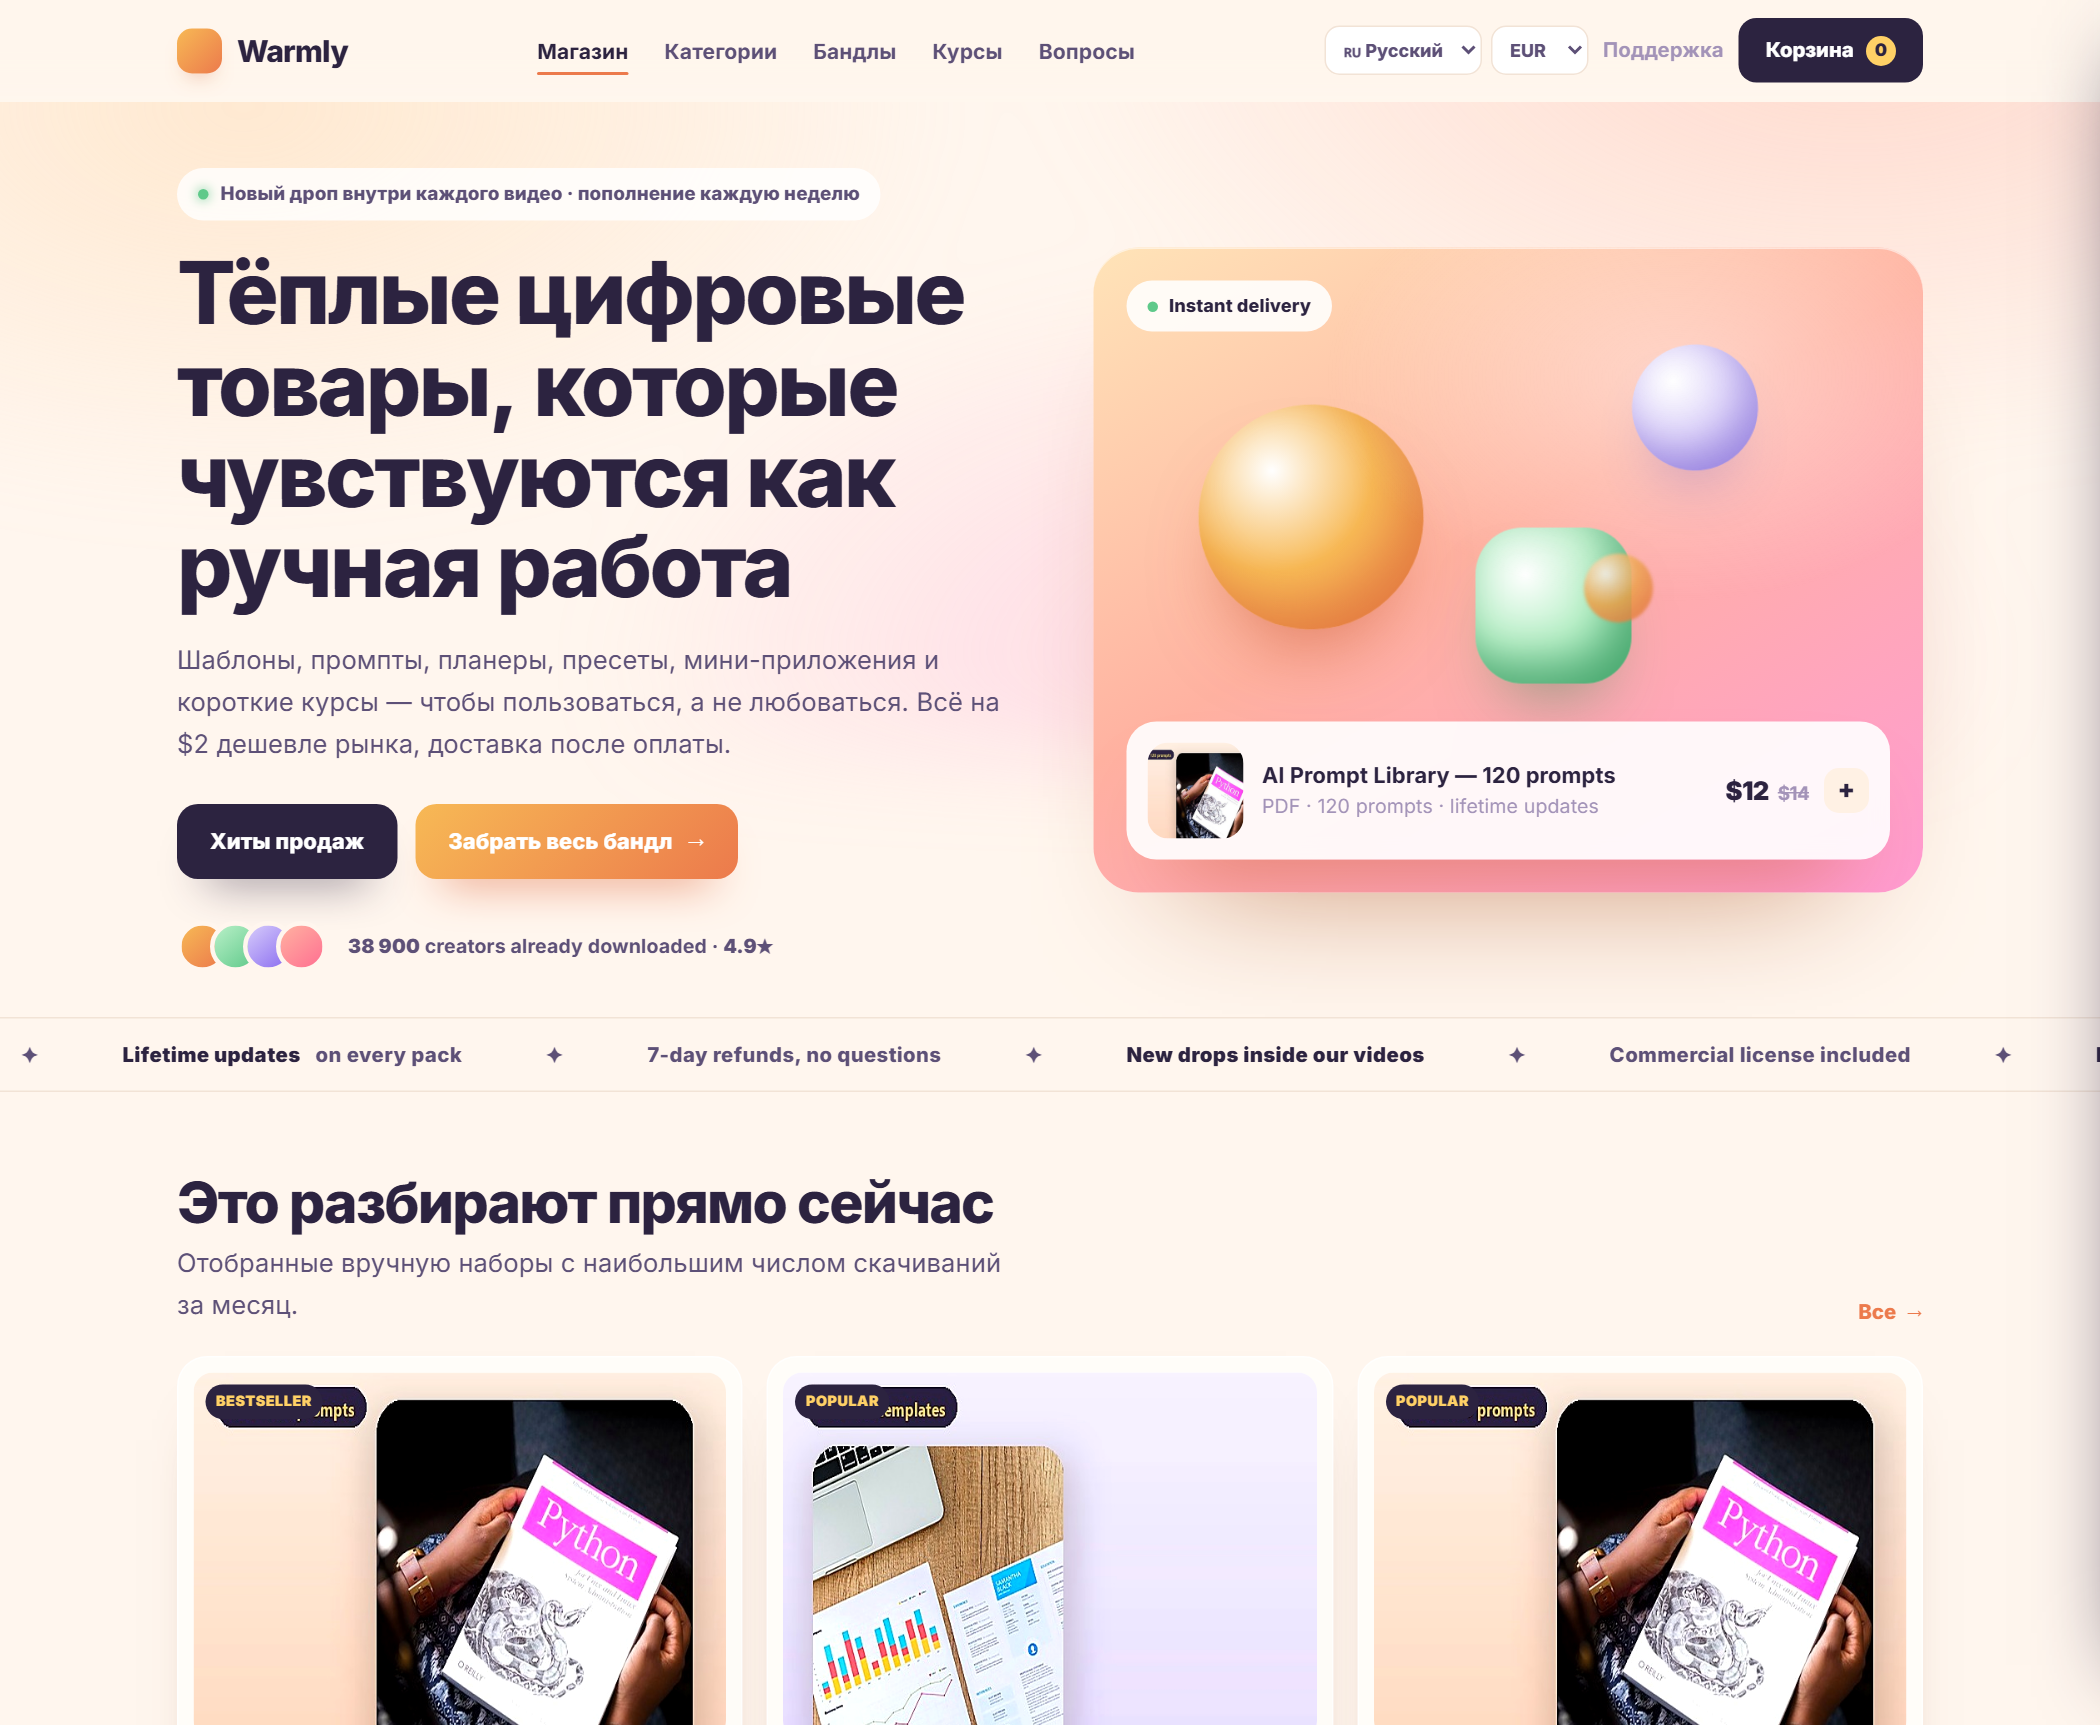 Warmly
Магазин Категории Бандлы Курсы Вопросы
RU Русский EUR Поддержка Корзина 0
Новый дроп внутри каждого видео · пополнение каждую неделю
Тёплые цифровые
товары, которые
чувствуются как
ручная работа
Шаблоны, промпты, планеры, пресеты, мини-приложения и
короткие курсы — чтобы пользоваться, а не любоваться. Всё на
$2 дешевле рынка, доставка после оплаты.
Хиты продаж
Забрать весь бандл →
38 900 creators already downloaded · 4.9★
Instant delivery
Python
AI Prompt Library — 120 prompts
PDF · 120 prompts · lifetime updates
$12 $14 +
✦ Lifetime updates on every pack ✦ 7-day refunds, no questions ✦ New drops inside our videos ✦ Commercial license included ✦
Это разбирают прямо сейчас
Отобранные вручную наборы с наибольшим числом скачиваний
за месяц.
Все →
BESTSELLER
Python
O'REILLY
POPULAR
SAMANTHA
BLACK
POPULAR
prompts
Python
O'REILLY